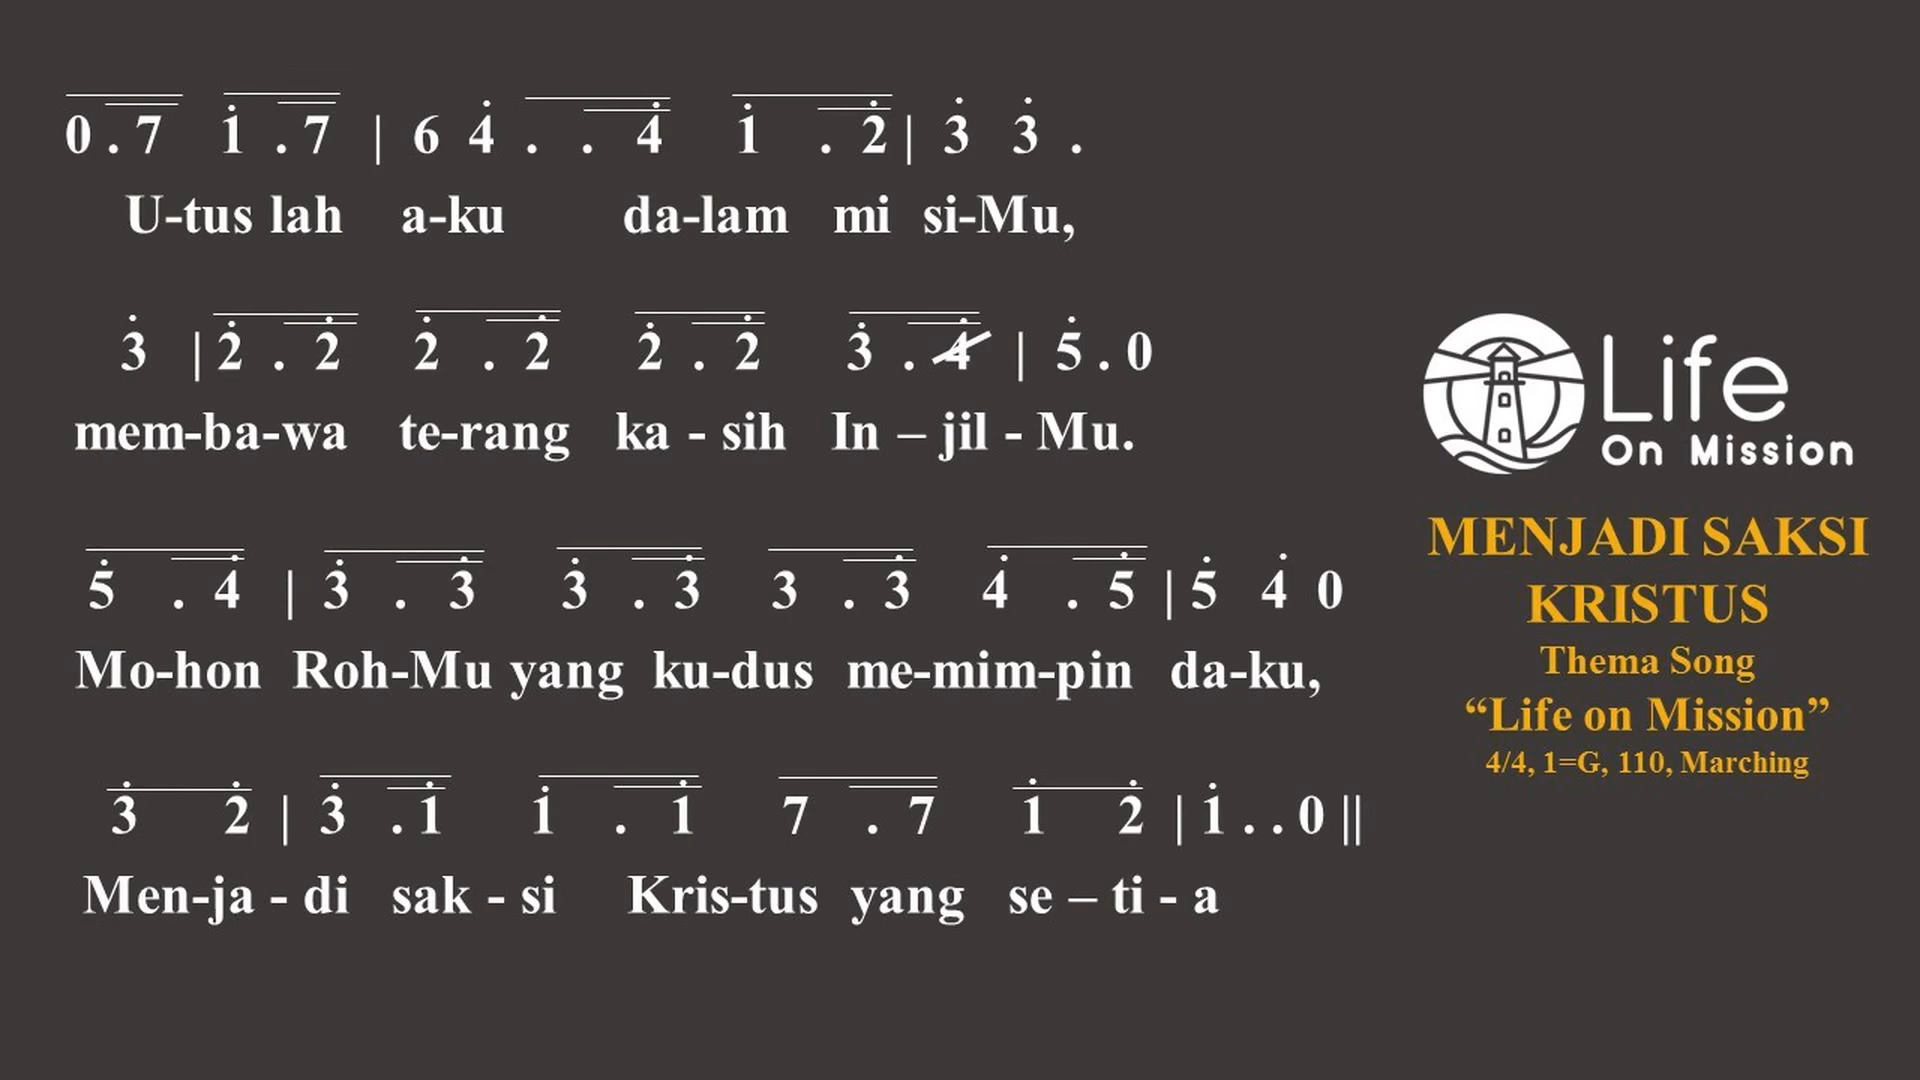 0 . 7 1̇ . 7 | 6 4̇ . . 4̇ 1̇ . 2̇ | 3̇ 3̇ .
U-tus lah a-ku da-lam mi si-Mu,
3̇ | 2̇ . 2̇ 2̇ . 2̇ 2̇ . 2̇ 3̇ . 4̸̇ | 5̇ . 0
mem-ba-wa te-rang ka - sih In – jil - Mu.
5̇ . 4̇ | 3̇ . 3̇ 3̇ . 3̇ 3 . 3̇ 4̇ . 5̇ | 5̇ 4̇ 0
Mo-hon Roh-Mu yang ku-dus me-mim-pin da-ku,
3̇ 2̇ | 3̇ . 1̇ 1̇ . 1̇ 7 . 7 1̇ 2̇ | 1̇ . . 0 ||
Men-ja - di sak - si Kris-tus yang se – ti - a
Life
On Mission
MENJADI SAKSI
KRISTUS
Thema Song
“Life on Mission”
4/4, 1=G, 110, Marching